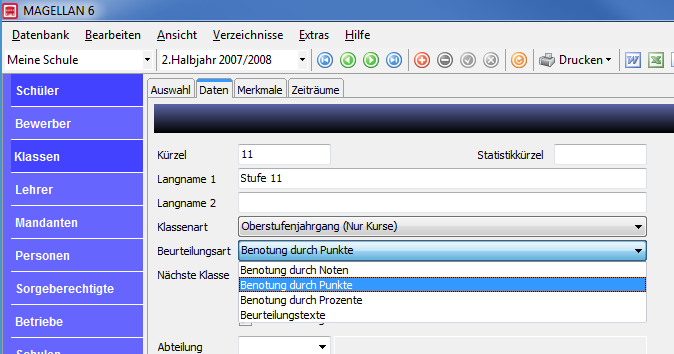 MAGELLAN 6
Datenbank Bearbeiten Ansicht Verzeichnisse Extras Hilfe
Meine Schule 2.Halbjahr 2007/2008 Drucken
Schüler
Bewerber
Klassen
Lehrer
Mandanten
Personen
Sorgeberechtigte
Betriebe
Auswahl Daten Merkmale Zeiträume
Kürzel 11 Statistikkürzel
Langname 1 Stufe 11
Langname 2
Klassenart Oberstufenjahrgang (Nur Kurse)
Beurteilungsart Benotung durch Punkte
Nächste Klasse
Benotung durch Noten
Benotung durch Punkte
Benotung durch Prozente
Beurteilungstexte
Abteilung